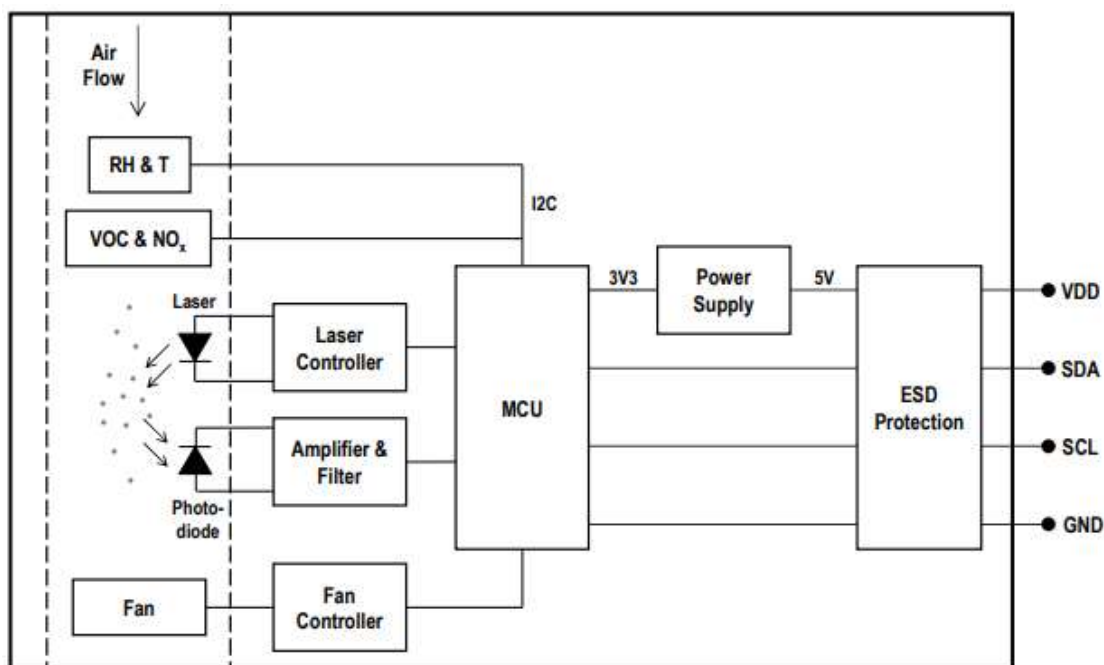 Air
Flow
RH & T
I2C
VOC & NOx
Laser
Laser
Controller
MCU
3V3
Power
Supply
5V
ESD
Protection
VDD
SDA
SCL
GND
Amplifier &
Filter
Photo-
diode
Fan
Fan
Controller